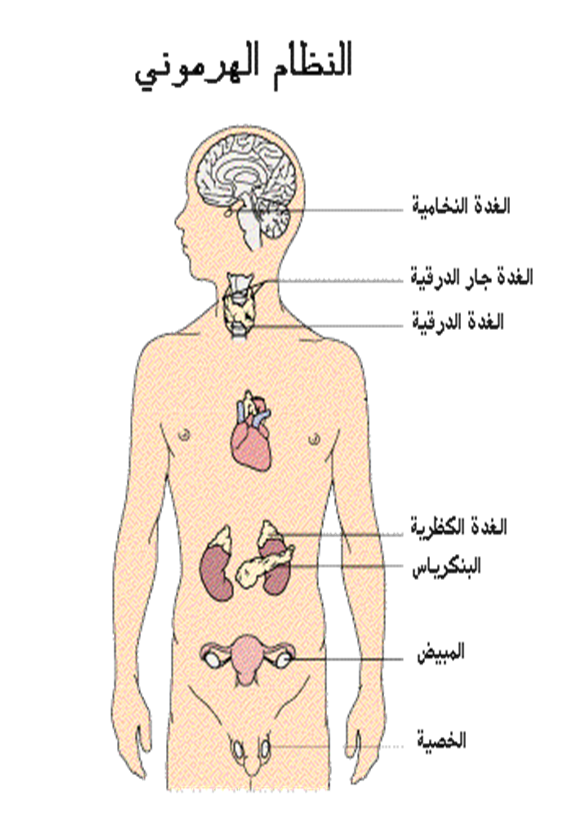 النظام الهرموني
الغدة النخامية
الغدة جار الدرقية
الغدة الدرقية
الغدة الكظرية
البنكرياس
المبيض
الخصية